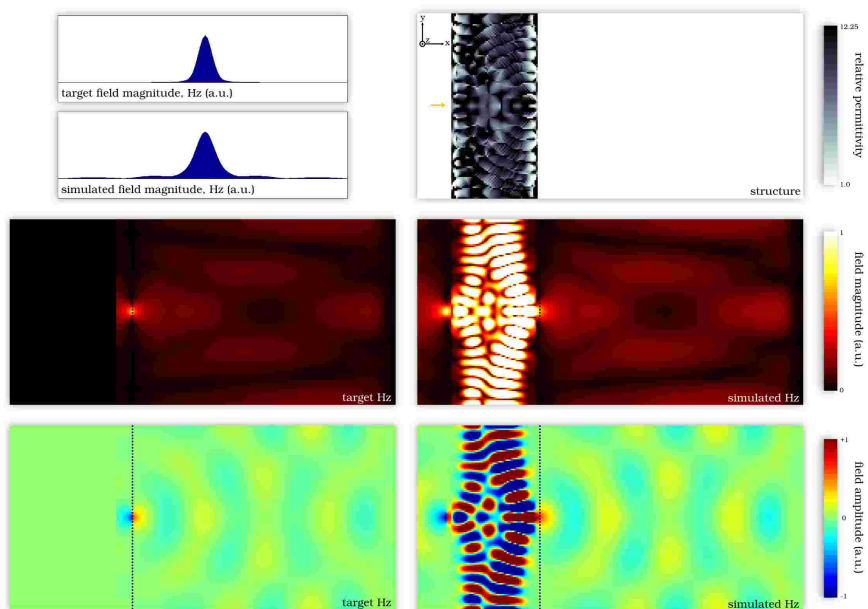 target field magnitude, Hz (a.u.)
simulated field magnitude, Hz (a.u.)
y
z
x
structure
12.25
relative permittivity
1.0
target Hz
simulated Hz
1
field magnitude (a.u.)
0
target Hz
simulated Hz
+1
field amplitude (a.u.)
-1